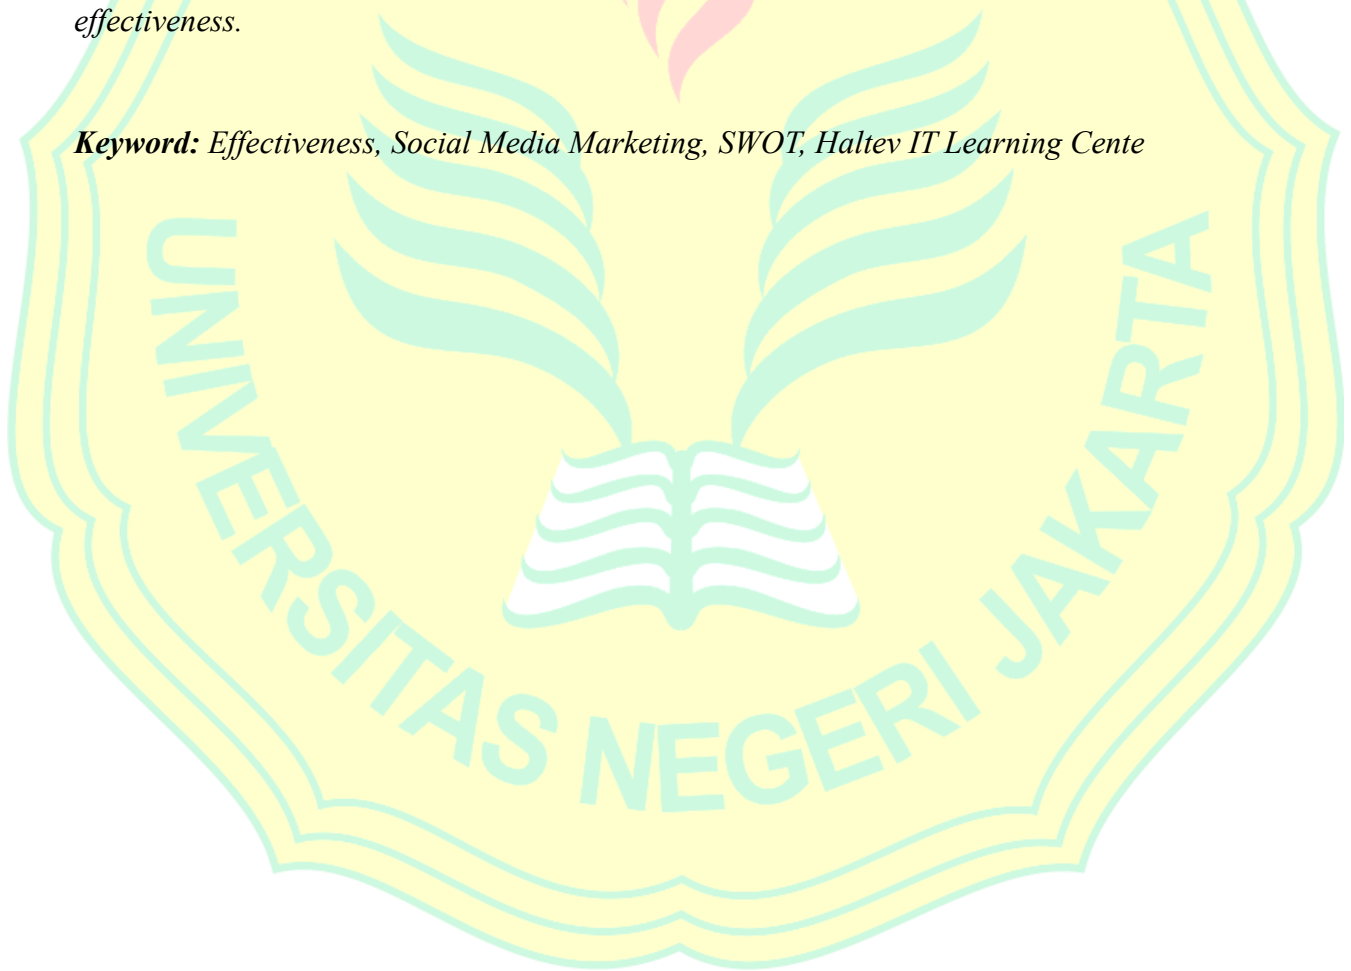 effectiveness.
Keyword: Effectiveness, Social Media Marketing, SWOT, Haltev IT Learning Cente
UNIVERSITAS NEGERI JAKARTA